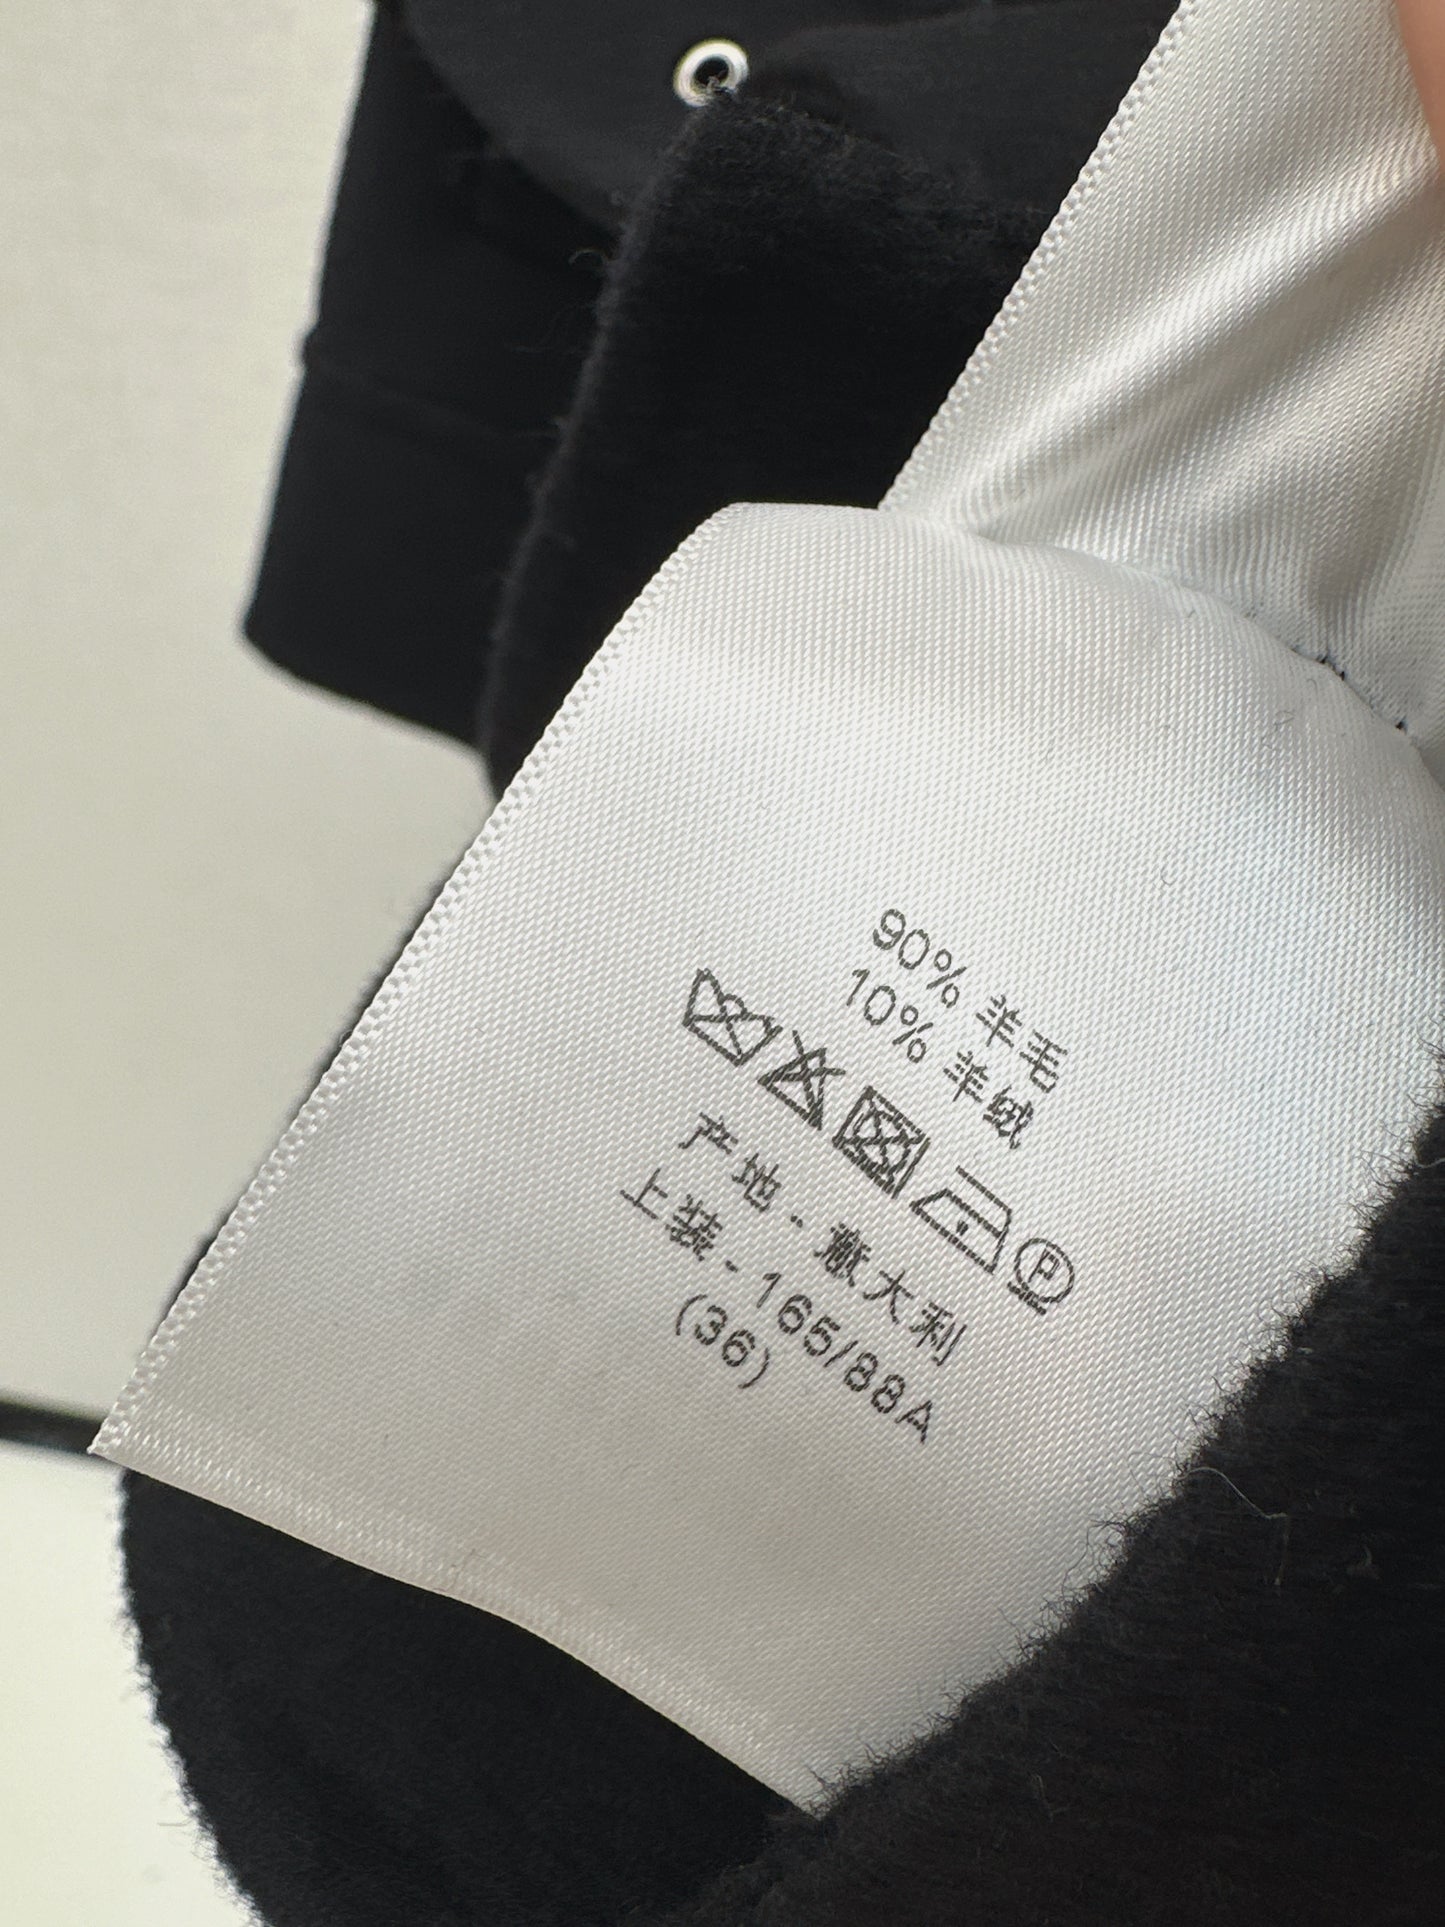 90% 羊毛
10% 羊绒
P
产地 - 意大利
上装 - 165/88A
(36)